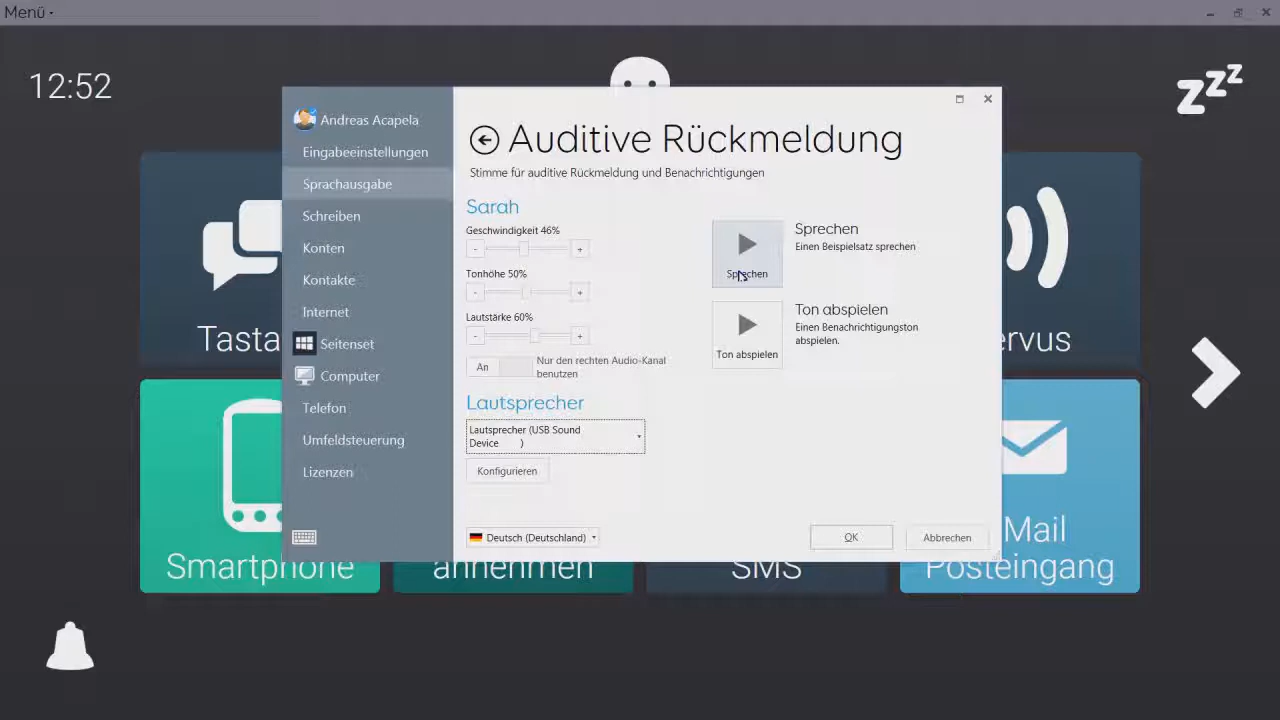 Menü
12:52
zzz
Andreas Acapela
Eingabeeinstellungen
Sprachausgabe
Schreiben
Konten
Kontakte
Internet
Seitenset
Computer
Telefon
Umfeldsteuerung
Lizenzen
Auditive Rückmeldung
Stimme für auditive Rückmeldung und Benachrichtigungen
Sarah
Geschwindigkeit 46%
- +
Tonhöhe 50%
- +
Lautstärke 60%
- +
An
Nur den rechten Audio-Kanal
benutzen
Lautsprecher
Lautsprecher (USB Sound
Device )
Konfigurieren
Deutsch (Deutschland)
Sprechen
Sprechen
Einen Beispielsatz sprechen
Ton abspielen
Ton abspielen
Einen Benachrichtigungston
abspielen.
OK
Abbrechen
Tasta
ervus
Smartphone
annehmen
SMS
Mail
Posteingang